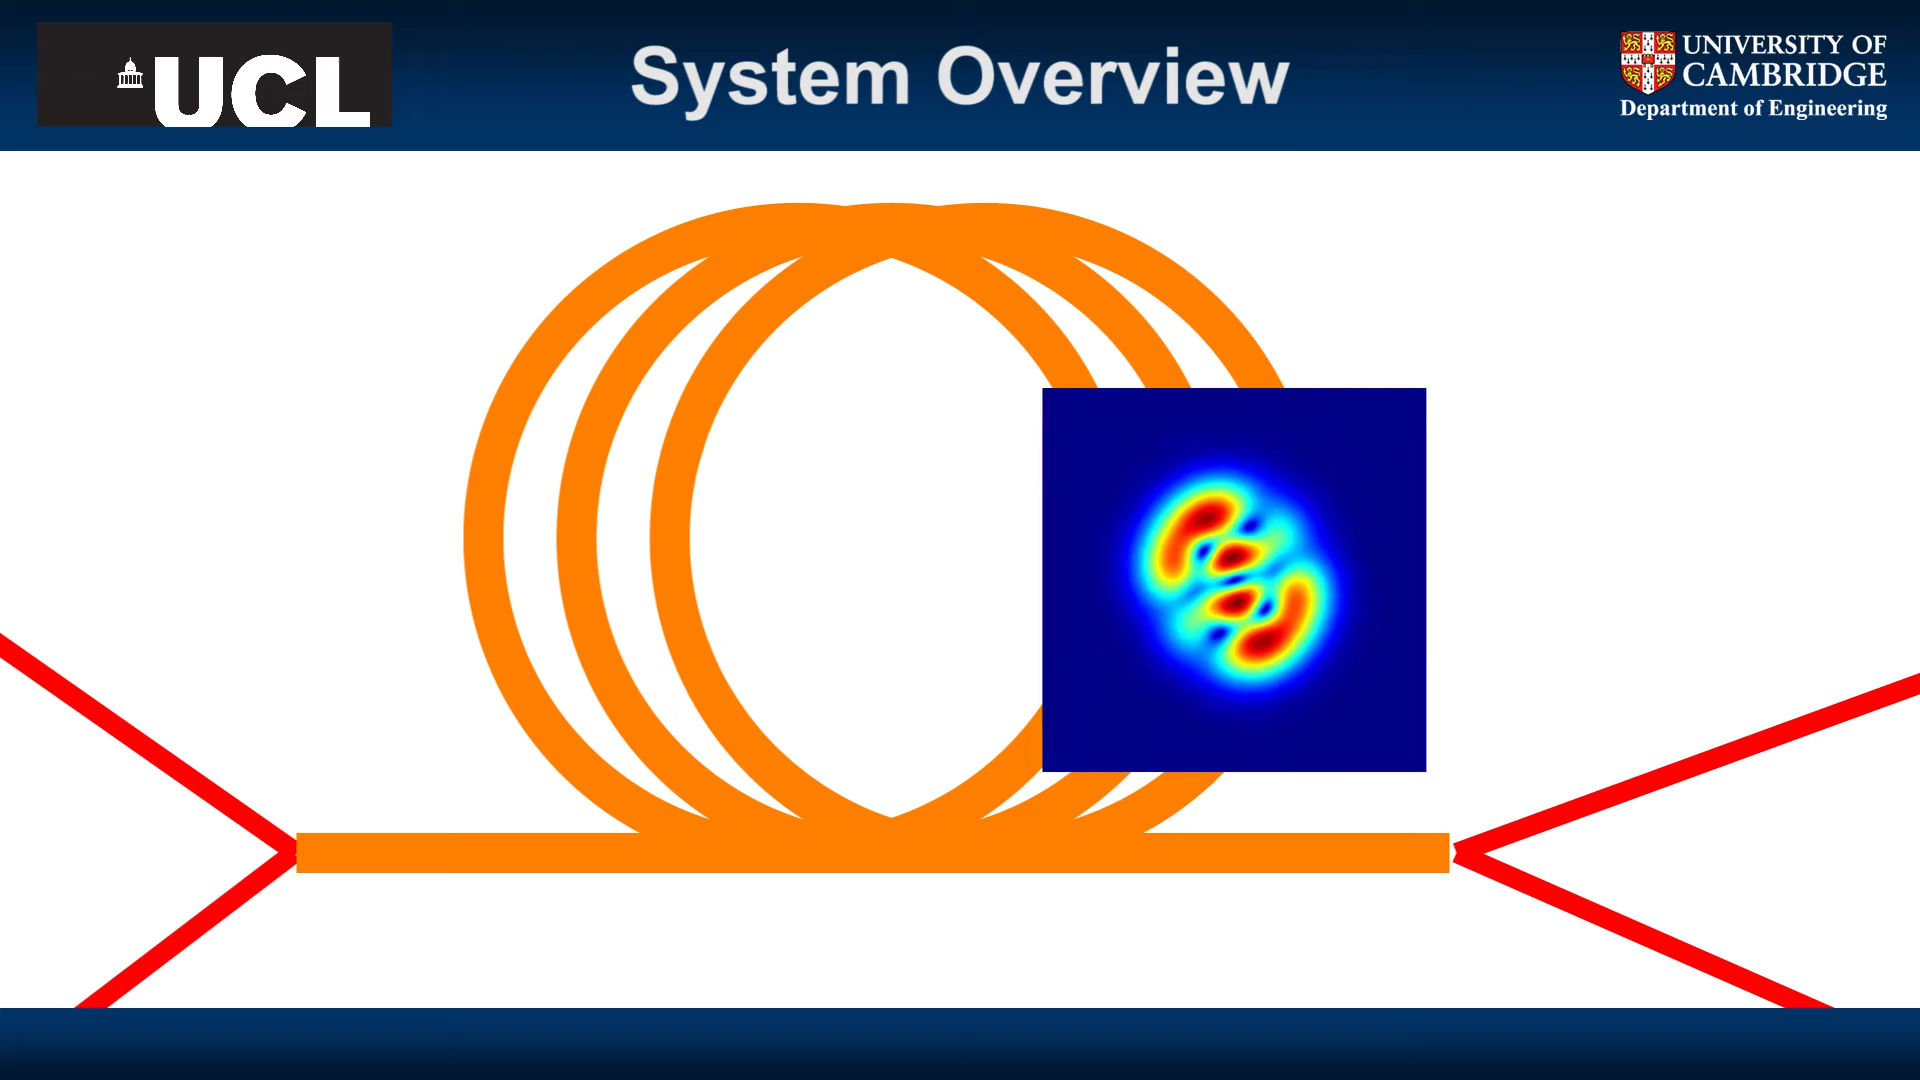 UCL
System Overview
UNIVERSITY OF
CAMBRIDGE
Department of Engineering